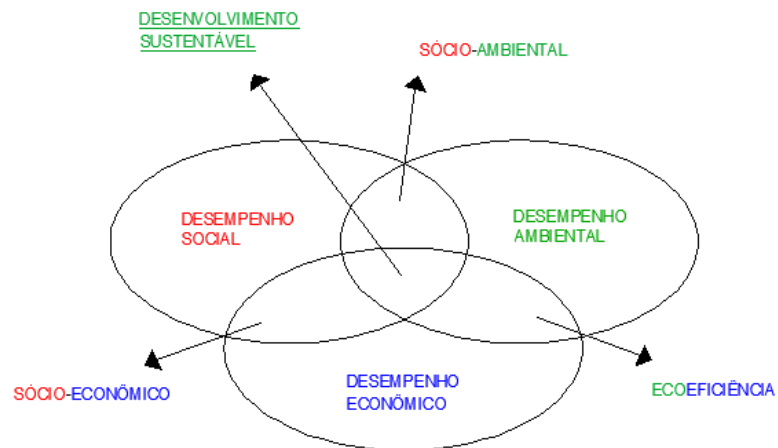 DESENVOLVIMENTO
SUSTENTÁVEL
SÓCIO-AMBIENTAL
DESEMPENHO
SOCIAL
DESEMPENHO
AMBIENTAL
SÓCIO-ECONÔMICO
DESEMPENHO
ECONÔMICO
ECOEFICIÊNCIA